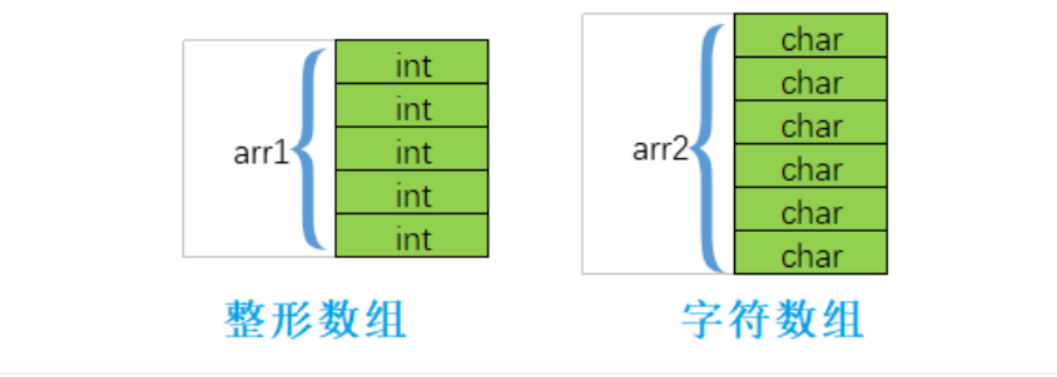 int
int
arr1
int
int
int
整形数组
char
char
char
arr2
char
char
char
字符数组